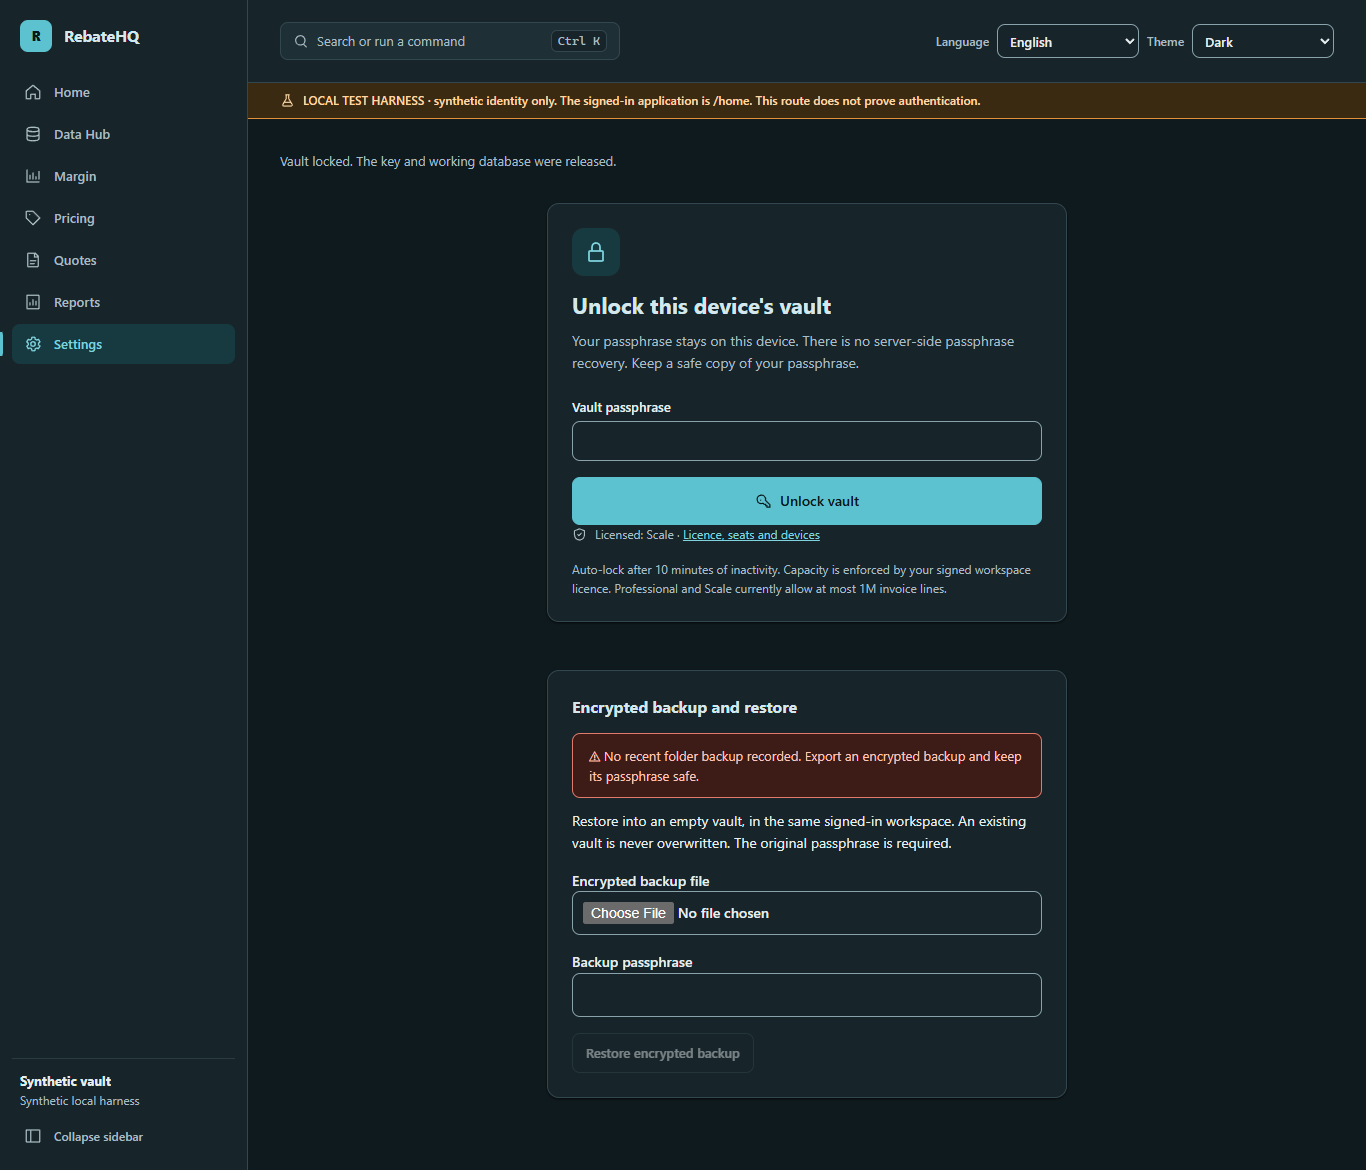 R RebateHQ
Search or run a command Ctrl K
Language English Theme Dark
Home
Data Hub
Margin
Pricing
Quotes
Reports
Settings
LOCAL TEST HARNESS · synthetic identity only. The signed-in application is /home. This route does not prove authentication.
Vault locked. The key and working database were released.
Unlock this device's vault
Your passphrase stays on this device. There is no server-side passphrase
recovery. Keep a safe copy of your passphrase.
Vault passphrase
Unlock vault
Licensed: Scale · Licence, seats and devices
Auto-lock after 10 minutes of inactivity. Capacity is enforced by your signed workspace
licence. Professional and Scale currently allow at most 1M invoice lines.
Encrypted backup and restore
⚠ No recent folder backup recorded. Export an encrypted backup and keep
its passphrase safe.
Restore into an empty vault, in the same signed-in workspace. An existing
vault is never overwritten. The original passphrase is required.
Encrypted backup file
Choose File No file chosen
Backup passphrase
Restore encrypted backup
Synthetic vault
Synthetic local harness
Collapse sidebar